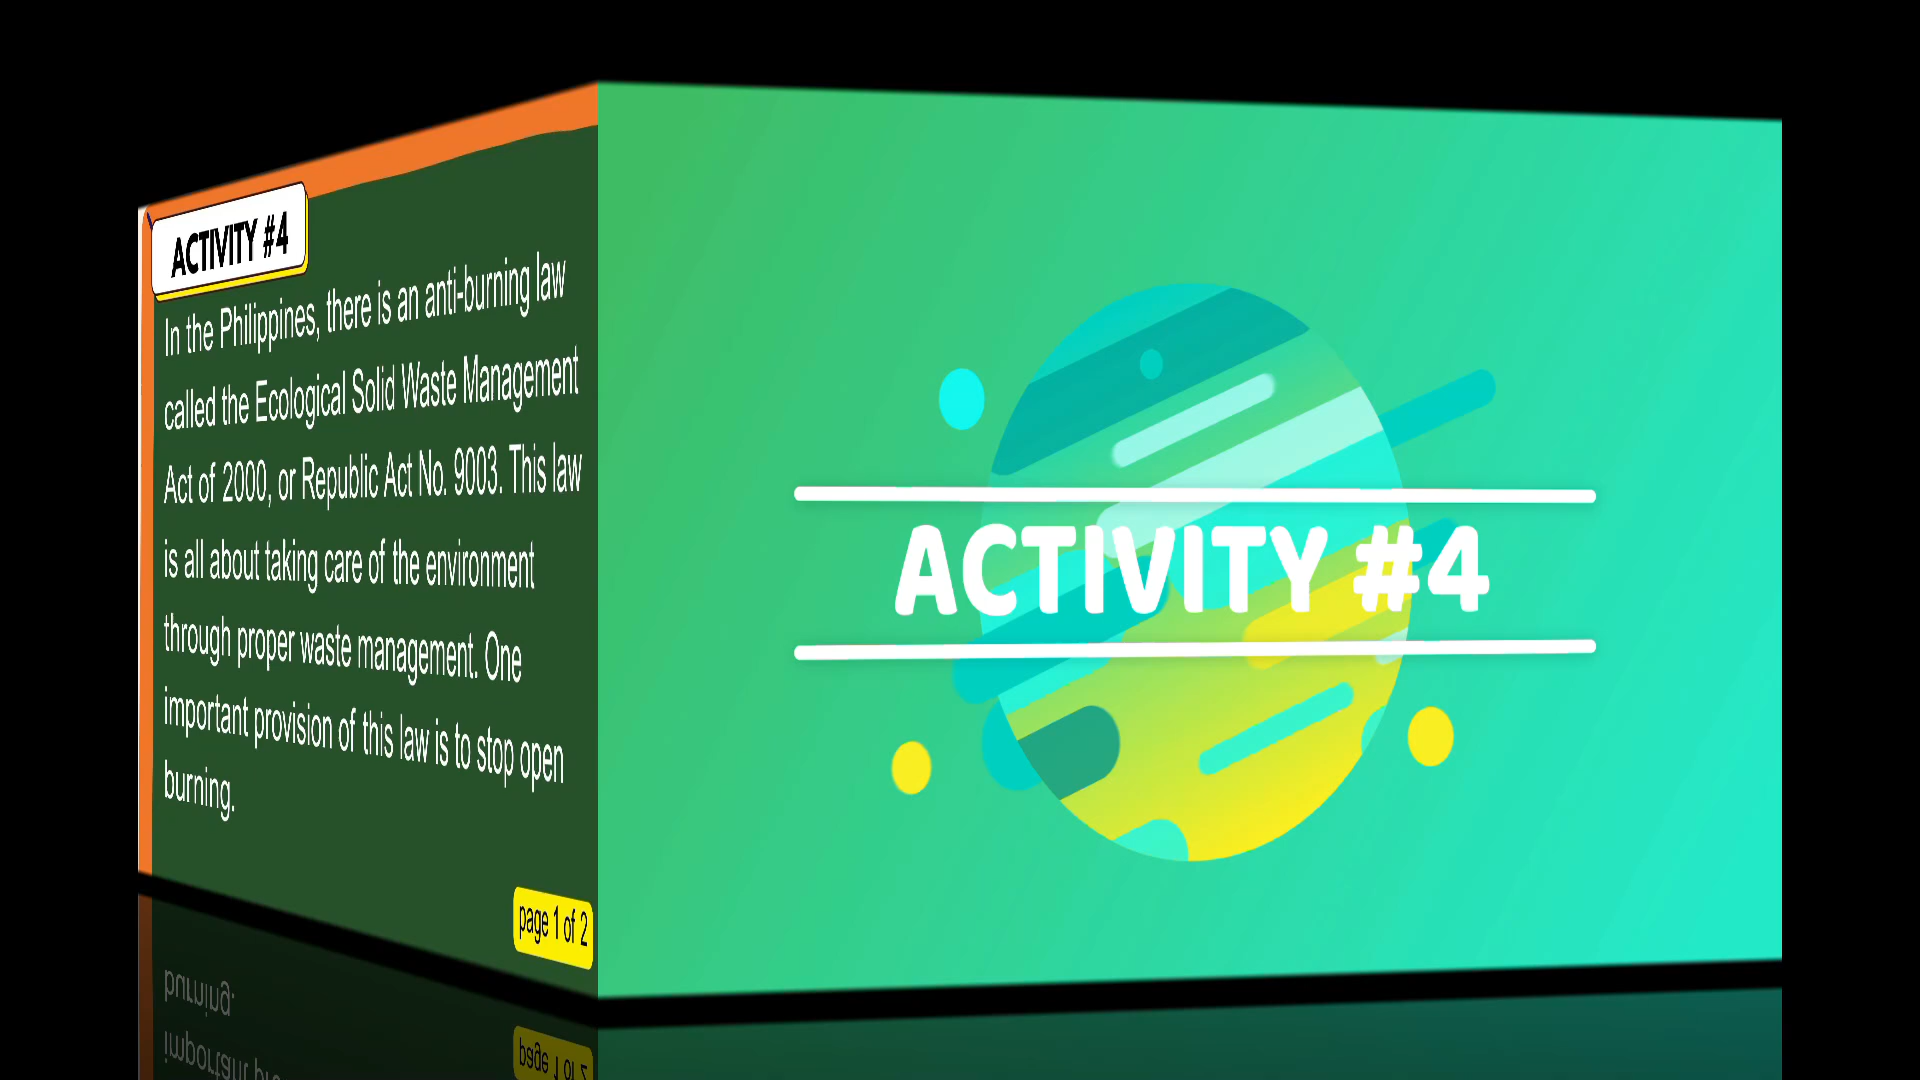 ACTIVITY #4
In the Philippines, there is an anti-burning law
called the Ecological Solid Waste Management
Act of 2000, or Republic Act No. 9003. This law
is all about taking care of the environment
through proper waste management. One
important provision of this law is to stop open
burning.
page 1 of 2
ACTIVITY #4